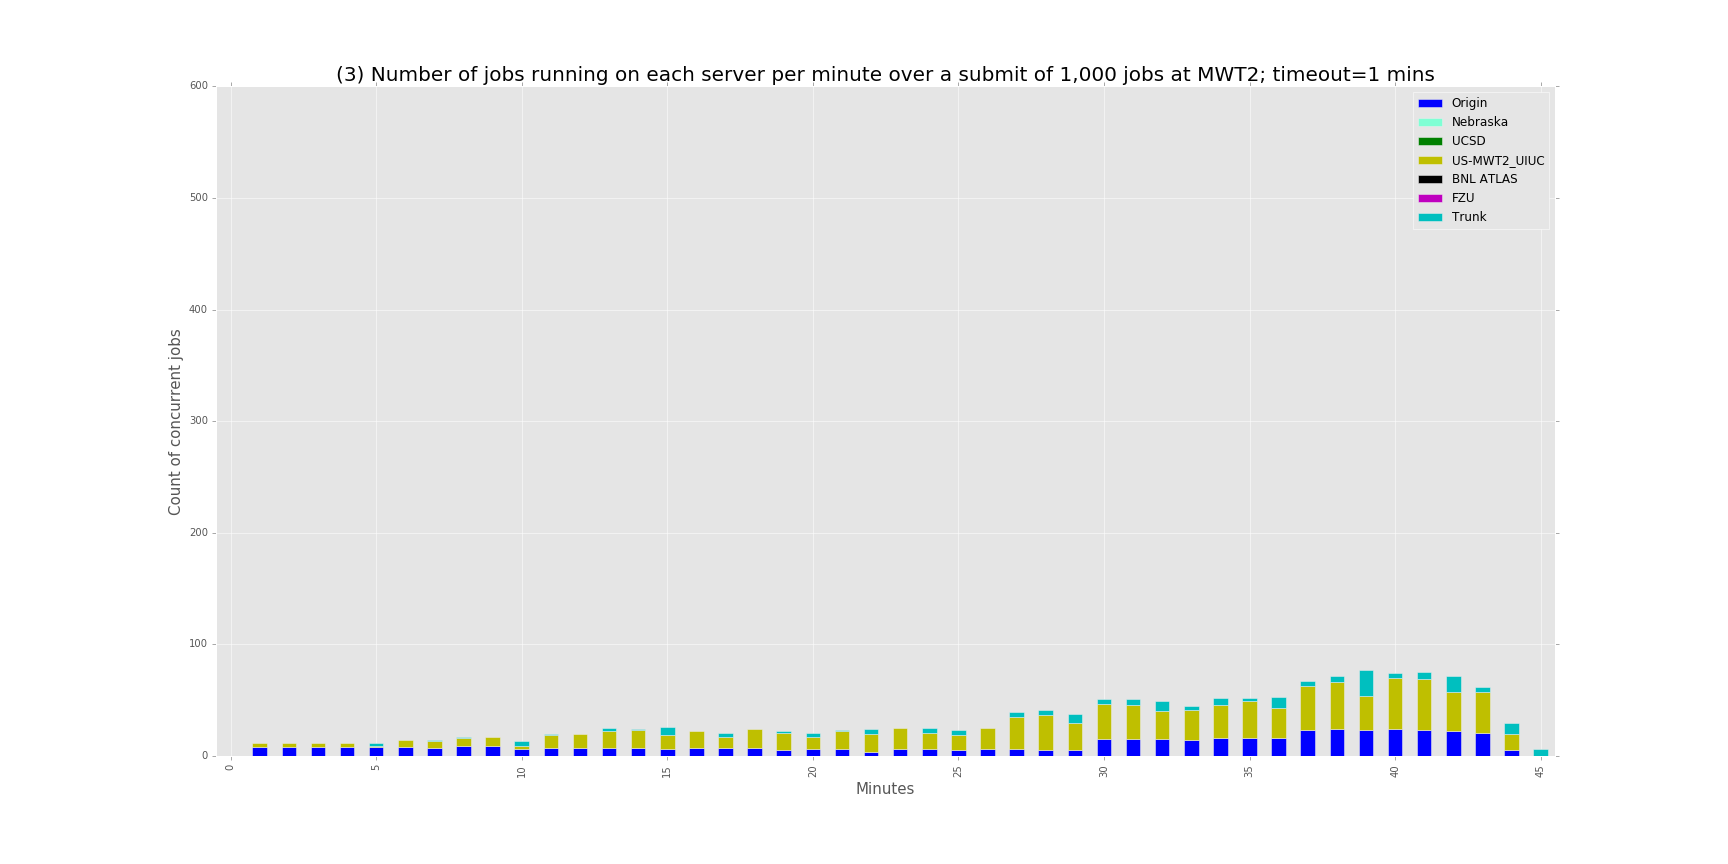 (3) Number of jobs running on each server per minute over a submit of 1,000 jobs at MWT2; timeout=1 mins
600
500
400
300
200
100
0
Count of concurrent jobs
Origin
Nebraska
UCSD
US-MWT2_UIUC
BNL ATLAS
FZU
Trunk
0 5 10 15 20 25 30 35 40 45
Minutes